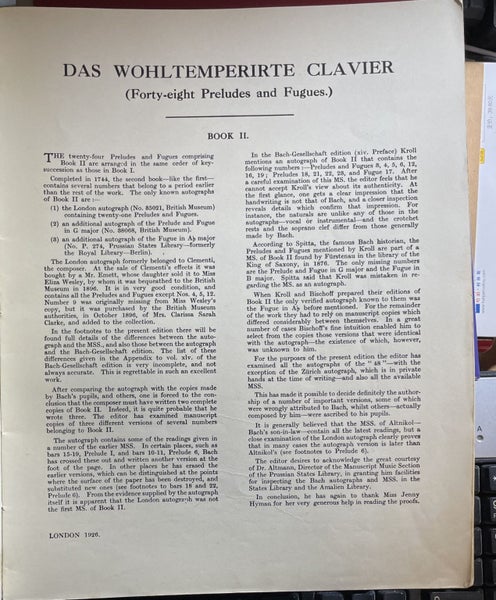 DAS WOHLTEMPERIRTE CLAVIER
(Forty-eight Preludes and Fugues.)
BOOK II.
THE twenty-four Preludes and Fugues comprising
Book II are arranged in the same order of key-
succession as those in Book I.
Completed in 1744, the second book—like the first—
contains several numbers that belong to a period earlier
than the rest of the work. The only known autographs
of Book II are :—
(1) the London autograph (No. 35021, British Museum)
containing twenty-one Preludes and Fugues.
(2) an additional autograph of the Prelude and Fugue
in G major (No. 38068, British Museum).
(3) an additional autograph of the Fugue in A♭ major
(No. P. 274, Prussian States Library—formerly
the Royal Library—Berlin).
The London autograph formerly belonged to Clementi,
the composer. At the sale of Clementi's effects it was
bought by a Mr. Emett, whose daughter sold it to Miss
Eliza Wesley, by whom it was bequeathed to the British
Museum in 1896. It is in very good condition, and
contains all the Preludes and Fugues except Nos. 4, 5, 12.
Number 9 was originally missing from Miss Wesley's
copy, but it was purchased by the British Museum
authorities, in October 1896, of Mrs. Clarissa Sarah
Clarke, and added to the collection.
In the footnotes to the present edition there will be
found full details of the differences between the auto-
graph and the MSS., and also those between the autograph
and the Bach-Gesellschaft edition. The list of these
differences given in the Appendix to vol. xiv. of the
Bach-Gesellschaft edition is very incomplete, and not
always accurate. This is regrettable in such an excellent
work.
After comparing the autograph with the copies made
by Bach's pupils, and others, one is forced to the con-
clusion that the composer must have written two complete
copies of Book II. Indeed, it is quite probable that he
wrote three. The editor has examined manuscript
copies of three different versions of several numbers
belonging to Book II.
The autograph contains some of the readings given in
a number of the earlier MSS. In certain parts, such as
bars 15-19, Prelude I, and bars 10-11, Prelude 6, Bach
has crossed these out and written another version at the
foot of the page. In other places he has erased the
earlier version, which can be distinguished at the points
where the surface of the paper has been destroyed, and
substituted new ones (see footnotes to bars 18 and 22,
Prelude 6). From the evidence supplied by the autograph
itself it is apparent that the London autograph was not
the first MS. of Book II.
In the Bach-Gesellschaft edition (xiv. Preface) Kroll
mentions an autograph of Book II that contains the
following numbers :—Preludes and Fugues 3, 4, 5, 6, 12,
16, 19; Preludes 18, 21, 22, 23, and Fugue 17. After
a careful examination of this MS. the editor feels that he
cannot accept Kroll's view about its authenticity. At
the first glance, one gets a clear impression that the
handwriting is not that of Bach, and a closer inspection
reveals details which confirm that impression. For
instance, the naturals are unlike any of those in the
autographs—vocal or instrumental—and the crotchet
rests and the soprano clef differ from those generally
made by Bach.
According to Spitta, the famous Bach historian, the
Preludes and Fugues mentioned by Kroll are part of a
MS. of Book II found by Fürstenau in the library of the
King of Saxony, in 1876. The only missing numbers
are the Prelude and Fugue in G major and the Fugue in
B major. Spitta said that Kroll was mistaken in re-
garding the MS. as an autograph.
When Kroll and Bischoff prepared their editions of
Book II the only verified autograph known to them was
the Fugue in A♭ before mentioned. For the remainder
of the work they had to rely on manuscript copies which
differed considerably between themselves. In a great
number of cases Bischoff's fine intuition enabled him to
select from the copies those versions that were identical
with the autograph—the existence of which, however,
was unknown to him.
For the purposes of the present edition the editor has
examined all the autographs of the " 48 "—with the
exception of the Zürich autograph, which is in private
hands at the time of writing—and also all the available
MSS.
This has made it possible to decide definitely the author-
ship of a number of important versions, some of which
were wrongly attributed to Bach, whilst others—actually
composed by him—were ascribed to his pupils.
It is generally believed that the MSS. of Altnikol—
Bach's son-in-law—contain all the latest readings, but a
close examination of the London autograph clearly proves
that in many cases the autograph version is later than
Altnikol's (see footnotes to Prelude 6).
The editor desires to acknowledge the great courtesy
of Dr. Altmann, Director of the Manuscript Music Section
of the Prussian States Library, in granting him facilities
for inspecting the Bach autographs and MSS. in the
States Library and the Amalien Library.
In conclusion, he has again to thank Miss Jenny
Hyman for her very generous help in reading the proofs.
LONDON 1926.